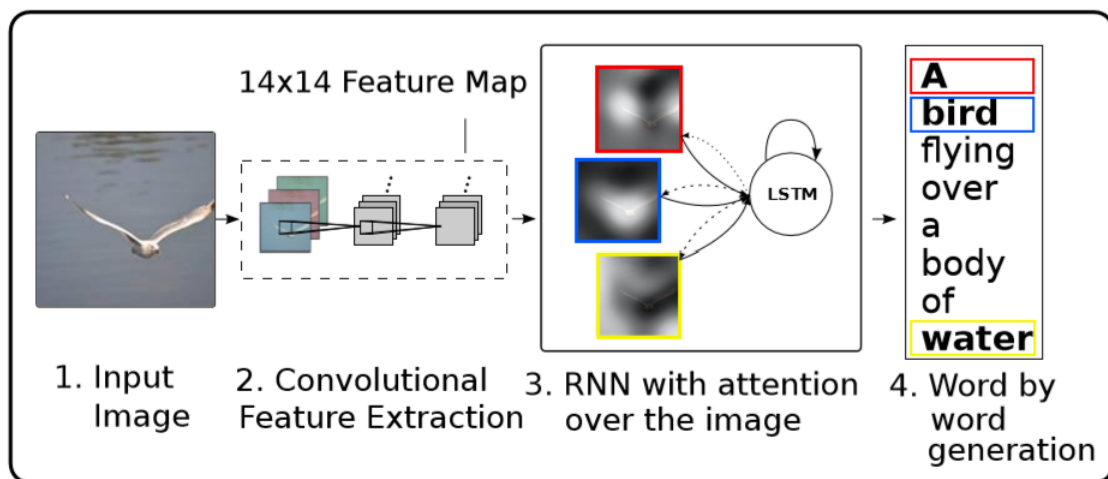 14x14 Feature Map
LSTM
A
bird
flying
over
a
body
of
water
1. Input
Image
2. Convolutional
Feature Extraction
3. RNN with attention
over the image
4. Word by
word
generation